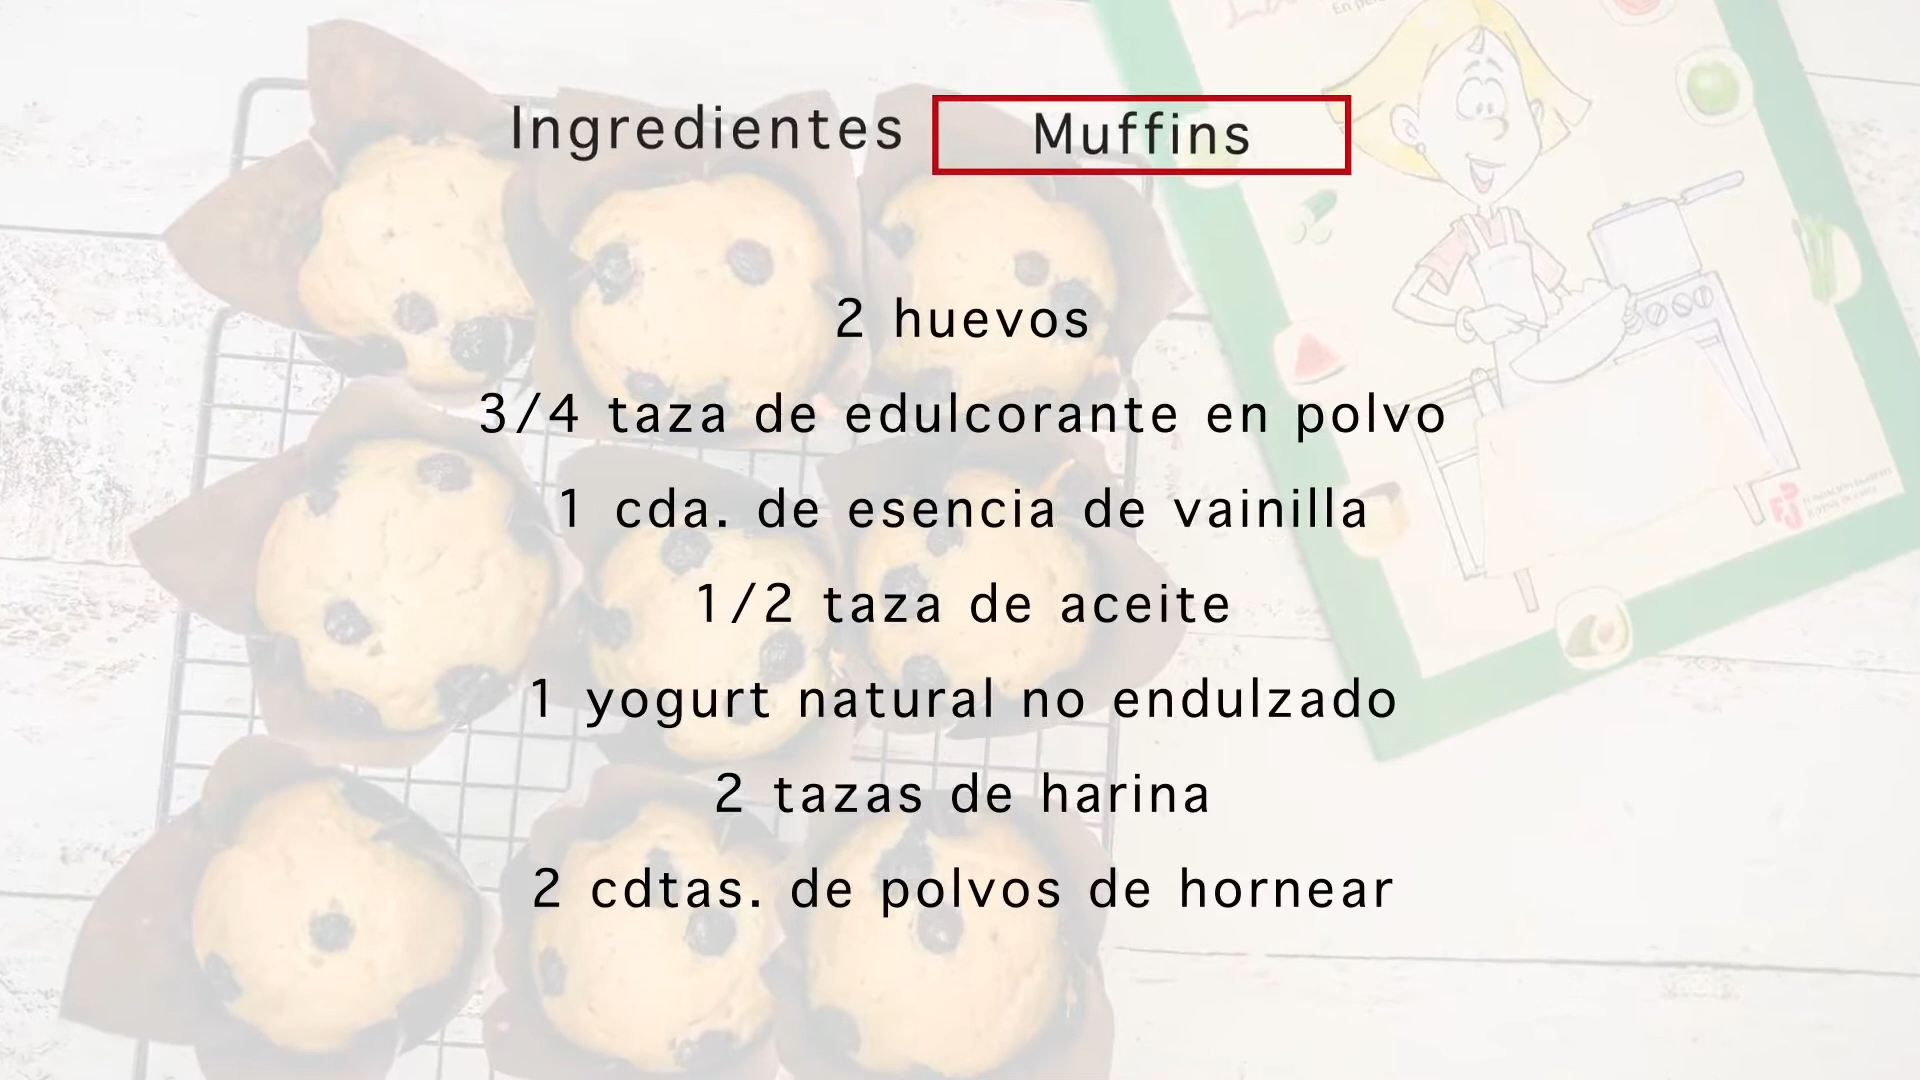 Ingredientes Muffins
2 huevos
3/4 taza de edulcorante en polvo
1 cda. de esencia de vainilla
1/2 taza de aceite
1 yogurt natural no endulzado
2 tazas de harina
2 cdtas. de polvos de hornear